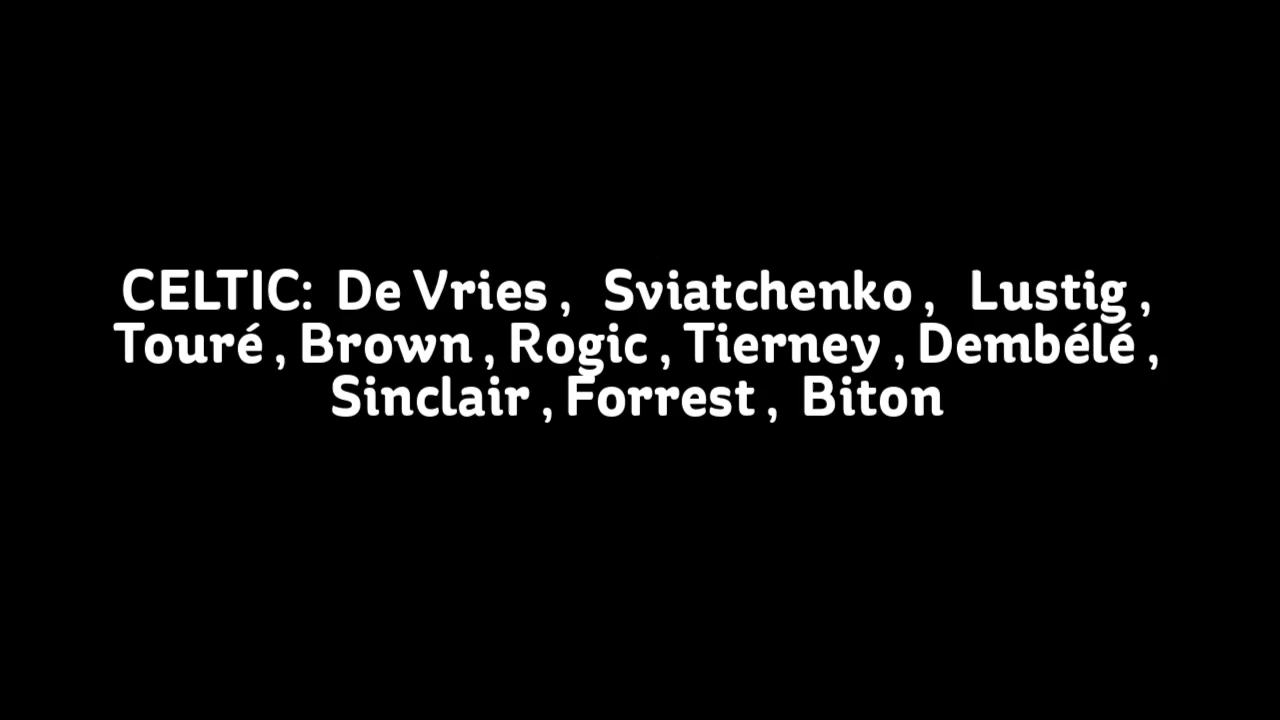 CELTIC: De Vries , Sviatchenko , Lustig ,
Touré , Brown , Rogic , Tierney , Dembélé ,
Sinclair , Forrest , Biton